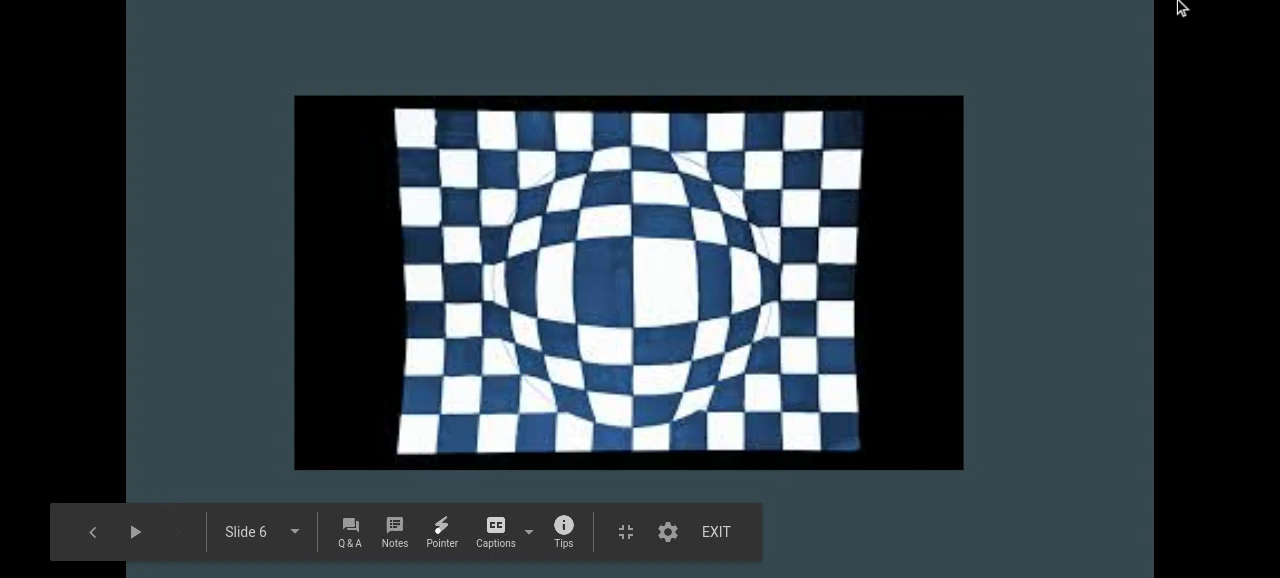 Slide 6
Q & A
Notes
Pointer
Captions
Tips
EXIT